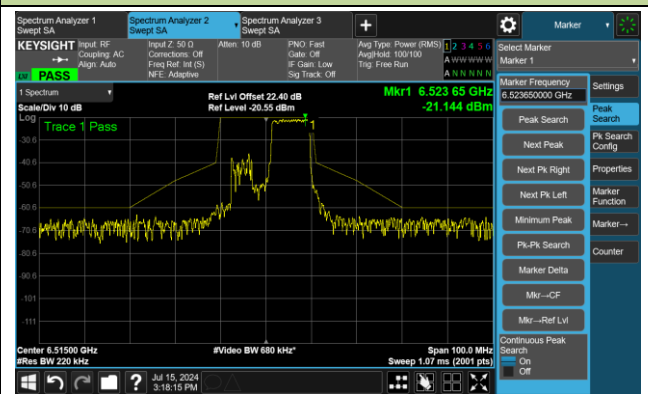 Spectrum Analyzer 1
Swept SA
Spectrum Analyzer 2
Swept SA
Spectrum Analyzer 3
Swept SA
+
Marker
KEYSIGHT
Input: RF
Coupling: AC
Align: Auto
Input Z: 50 Ω
Corrections: Off
Freq Ref: Int (S)
NFE: Adaptive
Atten: 10 dB
PNO: Fast
Gate: Off
IF Gain: Low
Sig Track: Off
Avg Type: Power (RMS)
Avg|Hold: 100/100
Trig: Free Run
1 2 3 4 5 6
A W W W W W
A N N N N N
LXI
PASS
Select Marker
Marker 1
1 Spectrum
Scale/Div 10 dB
Log
Ref Lvl Offset 22.40 dB
Ref Level -20.55 dBm
Mkr1 6.523 65 GHz
-21.144 dBm
Trace 1 Pass
-30.6
-40.6
-50.6
-60.6
-70.6
-80.6
-90.6
-101
-111
Center 6.51500 GHz
#Res BW 220 kHz
#Video BW 680 kHz*
Span 100.0 MHz
Sweep 1.07 ms (2001 pts)
Marker Frequency
6.523650000 GHz
Peak Search
Next Peak
Next Pk Right
Next Pk Left
Minimum Peak
Pk-Pk Search
Marker Delta
Mkr→CF
Mkr→Ref Lvl
Continuous Peak
Search
On
Off
Settings
Peak
Search
Pk Search
Config
Properties
Marker
Function
Marker→
Counter
?
Jul 15, 2024
3:18:15 PM